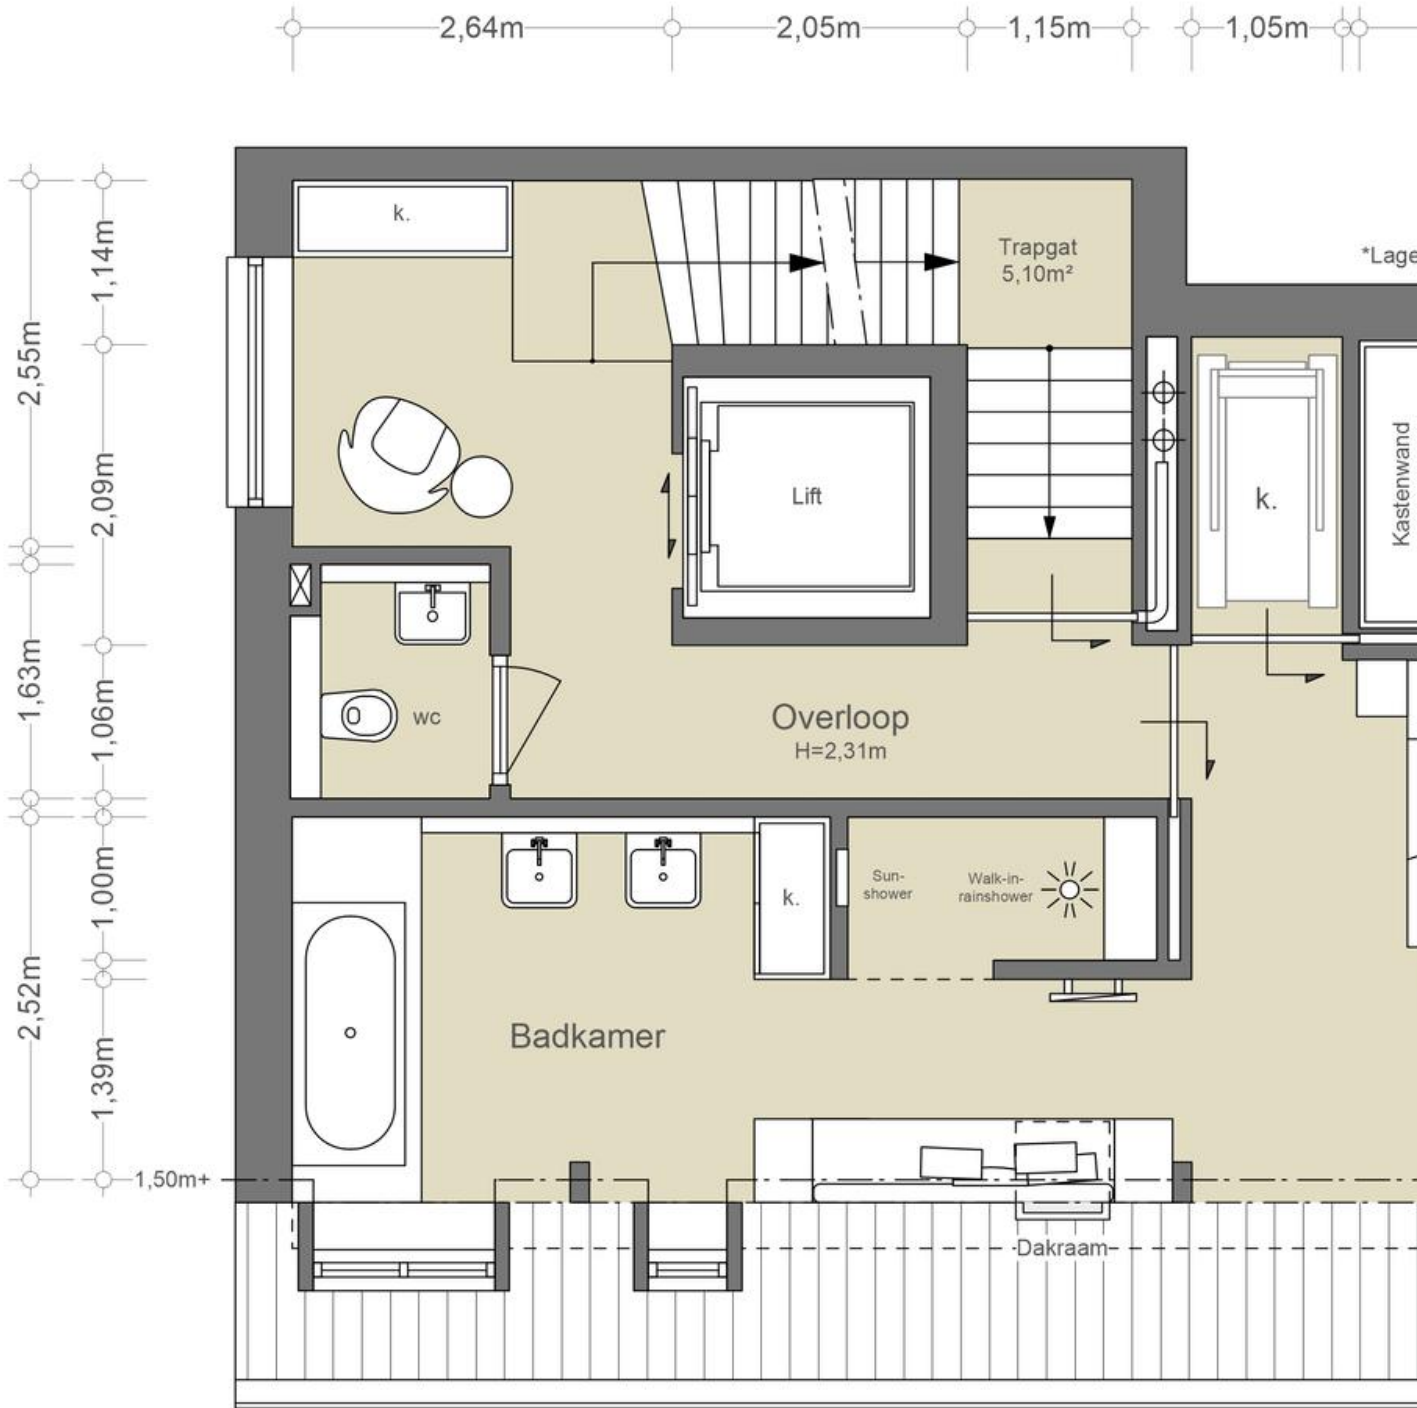 2,64m
2,05m
1,15m
1,05m
k.
Trapgat
5,10m²
*Lage
1,14m
2,55m
2,09m
Lift
k.
Kastenwand
1,63m
1,06m
wc
Overloop
H=2,31m
1,00m
2,52m
1,39m
k.
Sun-
shower
Walk-in-
rainshower
Badkamer
1,50m+
Dakraam